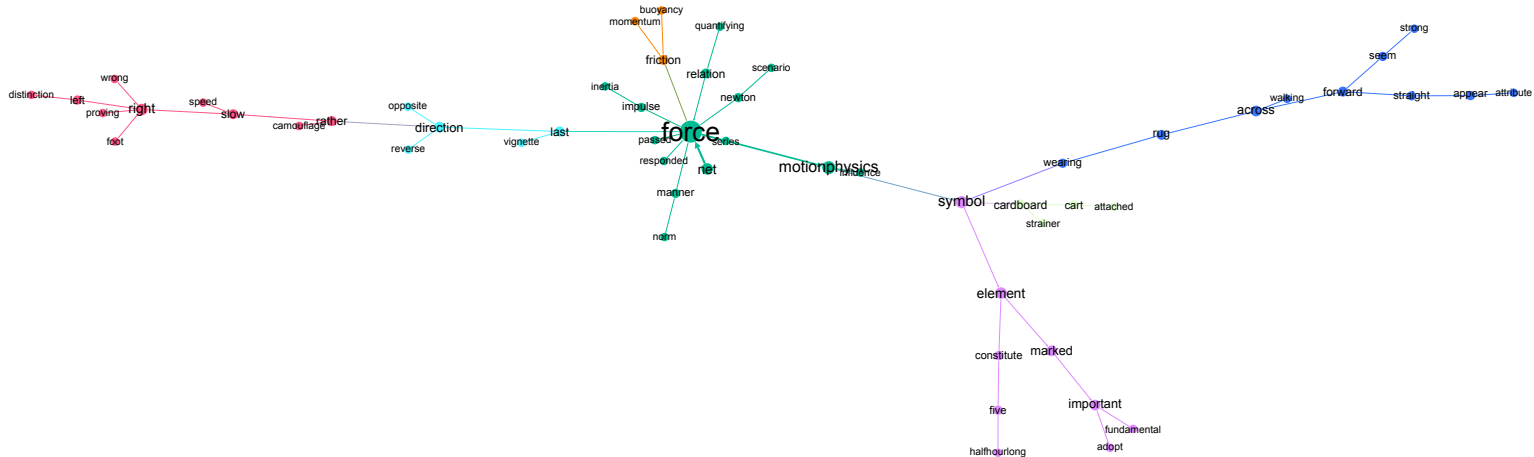 buoyancy
momentum
quantifying
strong
friction
seem
relation
scenario
wrong
inertia
forward
distinction
left
speed
newton
walking
straight
appear
attribute
right
proving
slow
opposite
impulse
across
camouflage
rather
direction
last
force
rug
foot
reverse
vignette
passed
series
responded
net
motionphysics
influence
wearing
manner
symbol
cardboard
cart
attached
strainer
norm
element
constitute
marked
five
important
fundamental
adopt
halfhourlong